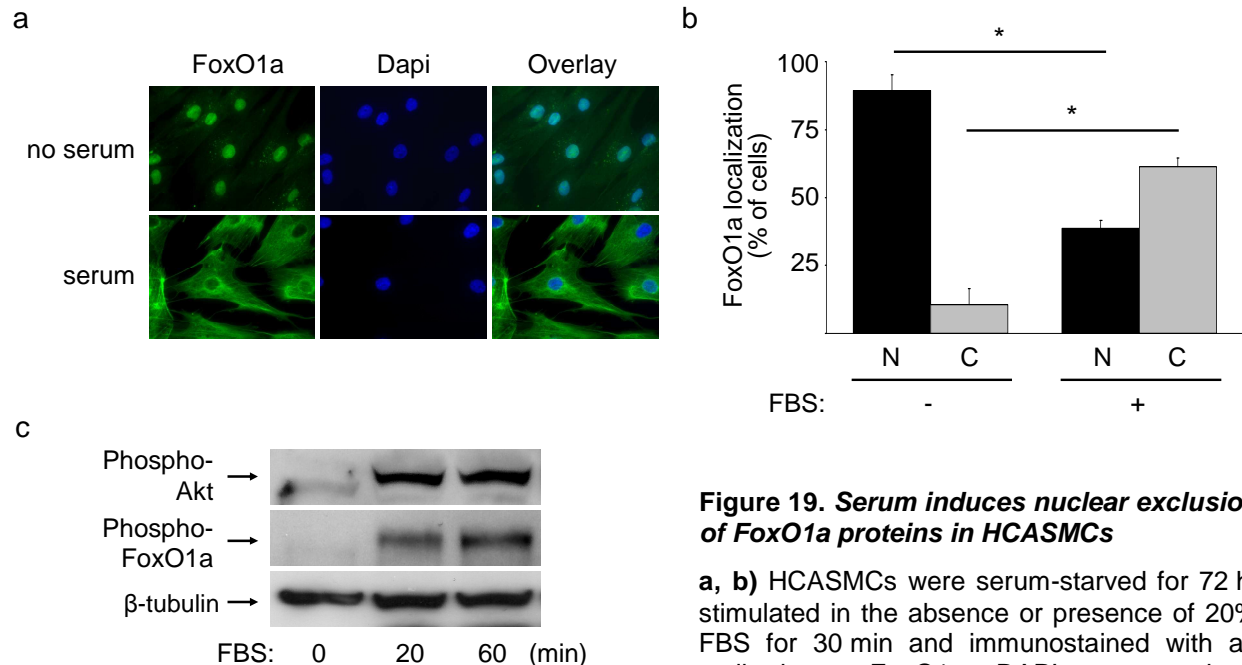 a
FoxO1a Dapi Overlay
no serum
serum
b
*
*
100
75
50
25
FoxO1a localization
(% of cells)
N C N C
FBS: - +
c
Phospho-
Akt
Phospho-
FoxO1a
β-tubulin
FBS: 0 20 60 (min)
Figure 19. Serum induces nuclear exclusio
of FoxO1a proteins in HCASMCs
a, b) HCASMCs were serum-starved for 72 h
stimulated in the absence or presence of 20%
FBS for 30 min and immunostained with a